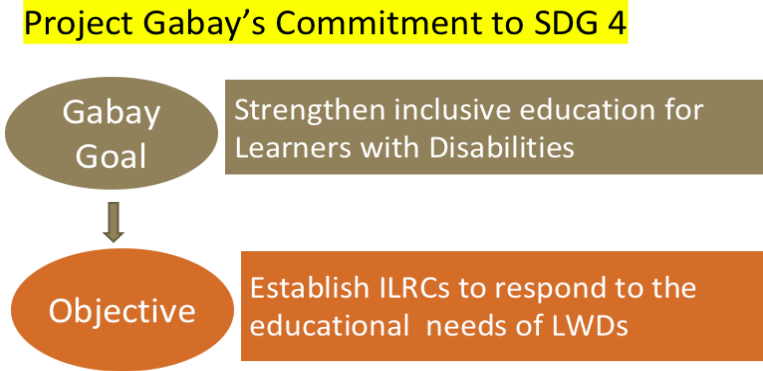 Project Gabay's Commitment to SDG 4
Gabay
Goal
Strengthen inclusive education for
Learners with Disabilities
Objective
Establish ILRCs to respond to the
educational needs of LWDs